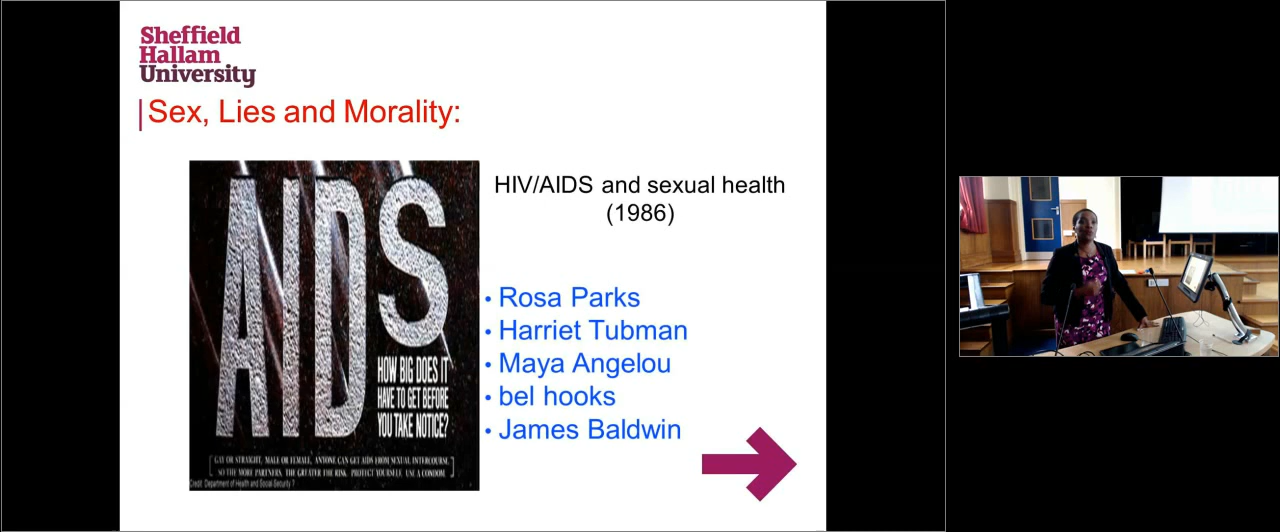 Sheffield
Hallam
University
Sex, Lies and Morality:
HIV/AIDS and sexual health
(1986)
AIDS
HOW BIG DOES IT
HAVE TO GET BEFORE
YOU TAKE NOTICE?
GAY OR STRAIGHT, MALE OR FEMALE, ANYONE CAN GET AIDS FROM SEXUAL INTERCOURSE.
SO THE MORE PARTNERS, THE GREATER THE RISK. PROTECT YOURSELF. USE A CONDOM.
Credit: Department of Health and Social Security ?
• Rosa Parks
• Harriet Tubman
• Maya Angelou
• bel hooks
• James Baldwin